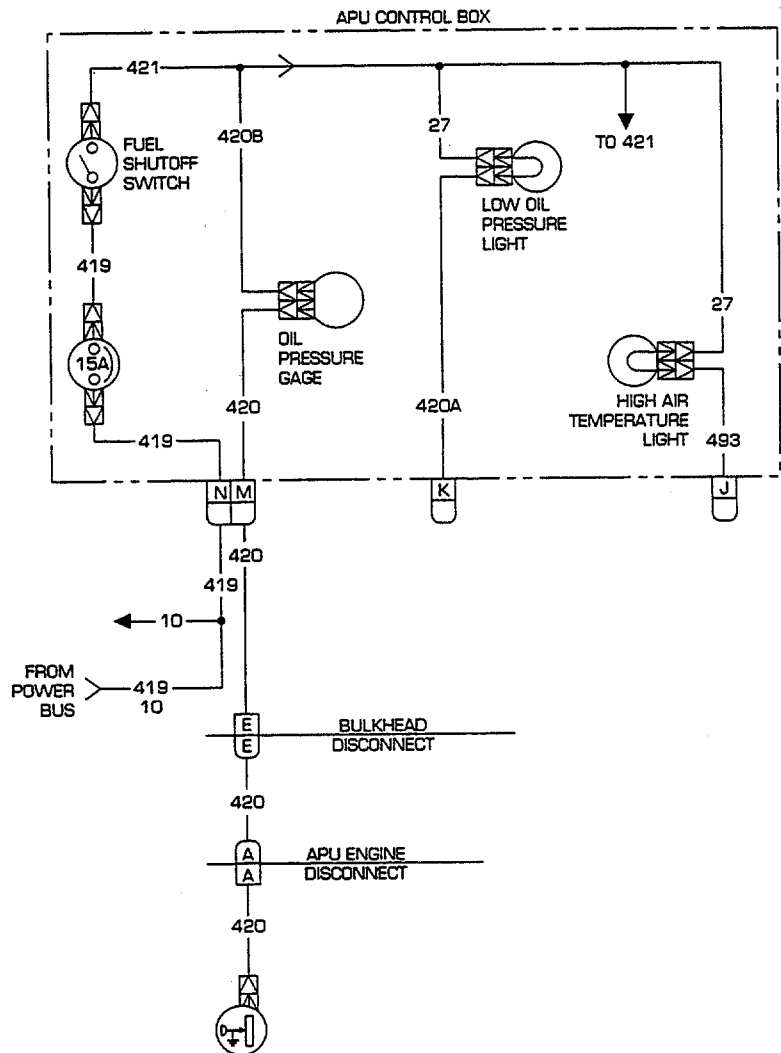 APU CONTROL BOX
421
420B
27
TO 421
FUEL
SHUTOFF
SWITCH
LOW OIL
PRESSURE
LIGHT
419
27
15A
OIL
PRESSURE
GAGE
420
420A
HIGH AIR
TEMPERATURE
LIGHT
493
419
N M
K
J
420
419
10
FROM
POWER
BUS
419
10
E
E
BULKHEAD
DISCONNECT
420
A
A
APU ENGINE
DISCONNECT
420